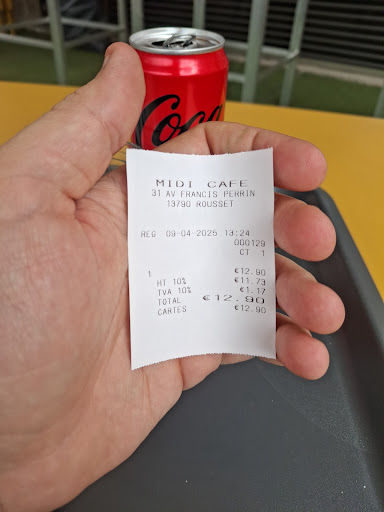 Coca
MIDI CAFE
31 AV FRANCIS PERRIN
13790 ROUSSET
REG 09-04-2025 13:24
000129
CT 1
1 €12.90
HT 10% €11.73
TVA 10% €1.17
TOTAL €12.90
CARTES €12.90